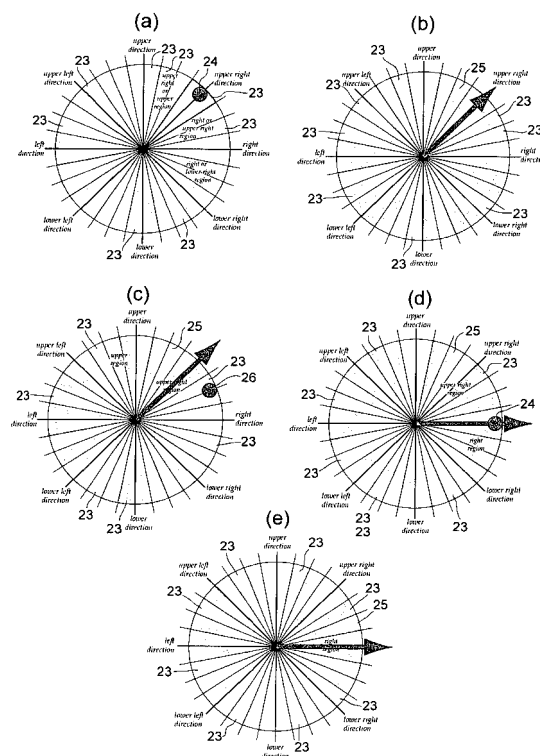 (a)
upper
direction
23 23 24
upper left
direction
23
upper
right
or
upper
region
upper right
direction
23
right or
upper right
region
23
left
direction
right
direction
right or
lower right
region
lower left
direction
lower right
direction
23
23
lower
direction
23
(b)
23
upper
direction
25
upper left
direction
upper right
direction
23
23
23
23
left
direction
right
direction
23
23
lower left
direction
lower right
direction
23
lower
direction
(c)
23
upper
direction
25
upper left
direction
upper
region
23
upper right
region
26
23
left
direction
right
direction
23
lower left
direction
lower right
direction
23
23
lower
direction
(d)
23
upper
direction
25
upper left
direction
upper right
direction
23
upper right
region
23
24
left
direction
right
region
23
lower left
direction
lower right
direction
23
23
lower
direction
23
(e)
23
upper
direction
23
upper left
direction
upper right
direction
23
23
25
left
direction
right
region
23
23
lower left
direction
lower right
direction
23
23
lower
direction